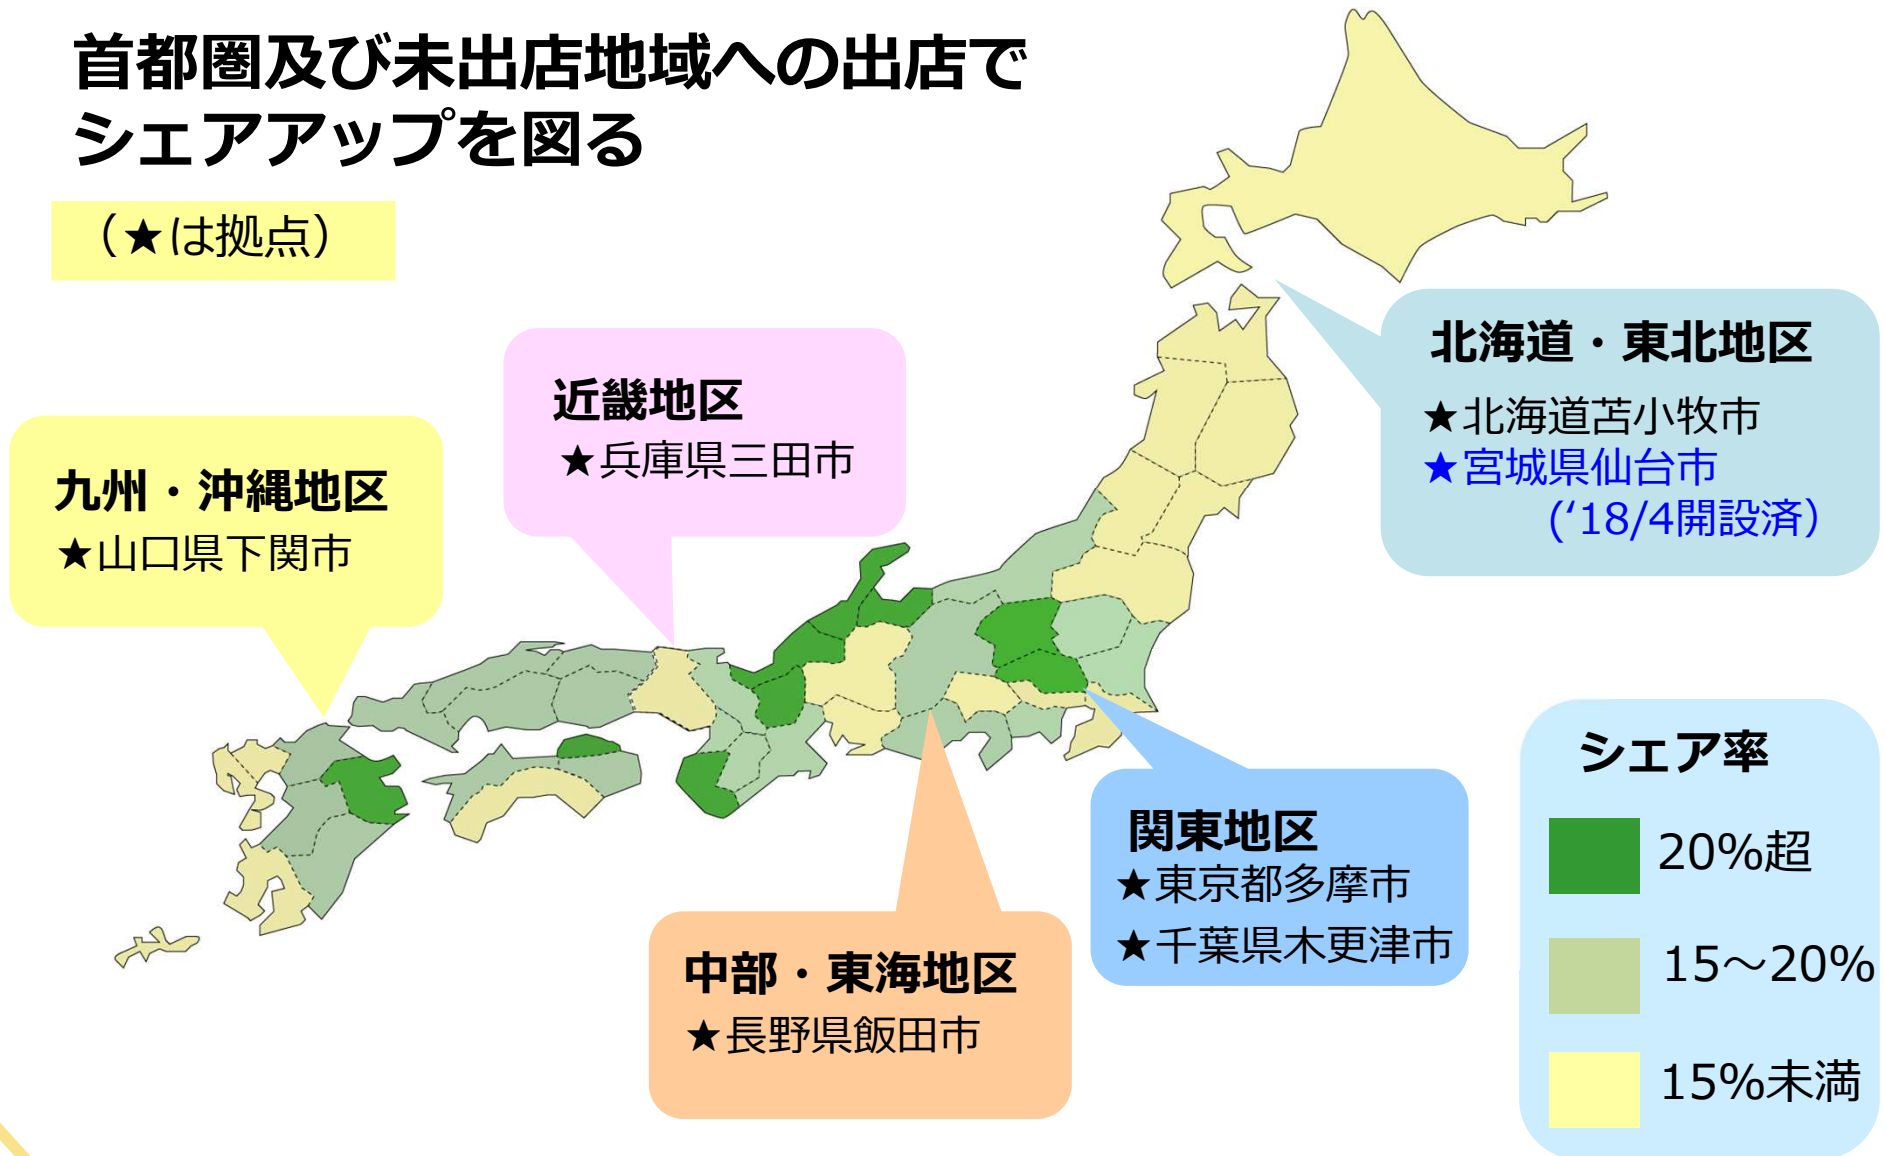 首都圏及び未出店地域への出店で
シェアアップを図る
（★は拠点）
北海道・東北地区
★北海道苫小牧市
★宮城県仙台市
(‘18/4開設済）
近畿地区
★兵庫県三田市
九州・沖縄地区
★山口県下関市
関東地区
★東京都多摩市
★千葉県木更津市
中部・東海地区
★長野県飯田市
シェア率
20%超
15～20%
15%未満